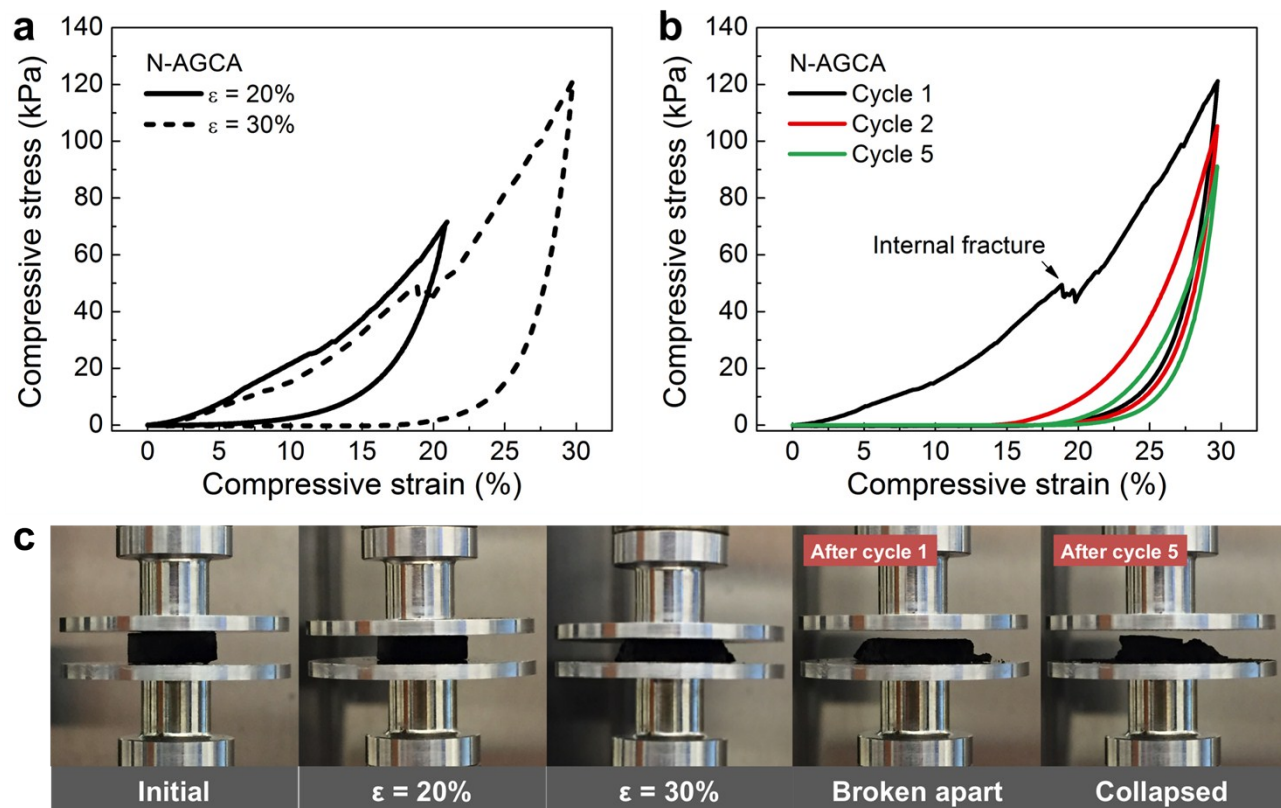 a
140
120
100
80
60
40
20
0
Compressive stress (kPa)
N-AGCA
ε = 20%
ε = 30%
0 5 10 15 20 25 30
Compressive strain (%)
b
140
120
100
80
60
40
20
0
Compressive stress (kPa)
N-AGCA
Cycle 1
Cycle 2
Cycle 5
Internal fracture
0 5 10 15 20 25 30
Compressive strain (%)
c
After cycle 1
After cycle 5
Initial
ε = 20%
ε = 30%
Broken apart
Collapsed